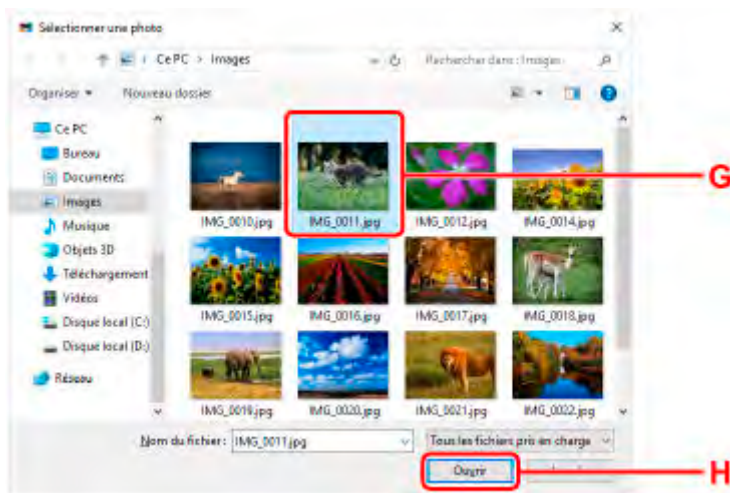 Sélectionner une photo
Ce PC > Images
Rechercher dans : Images
Organiser
Nouveau dossier
Ce PC
Bureau
Documents
Images
Musique
Objets 3D
Téléchargement
Vidéos
Disque local (C:)
Disque local (D:)
Réseau
IMG_0010.jpg IMG_0011.jpg IMG_0012.jpg IMG_0014.jpg
G
IMG_0015.jpg IMG_0016.jpg IMG_0017.jpg IMG_0018.jpg
IMG_0019.jpg IMG_0020.jpg IMG_0021.jpg IMG_0022.jpg
Nom du fichier : IMG_0011.jpg
Tous les fichiers pris en charge
Ouvrir
H